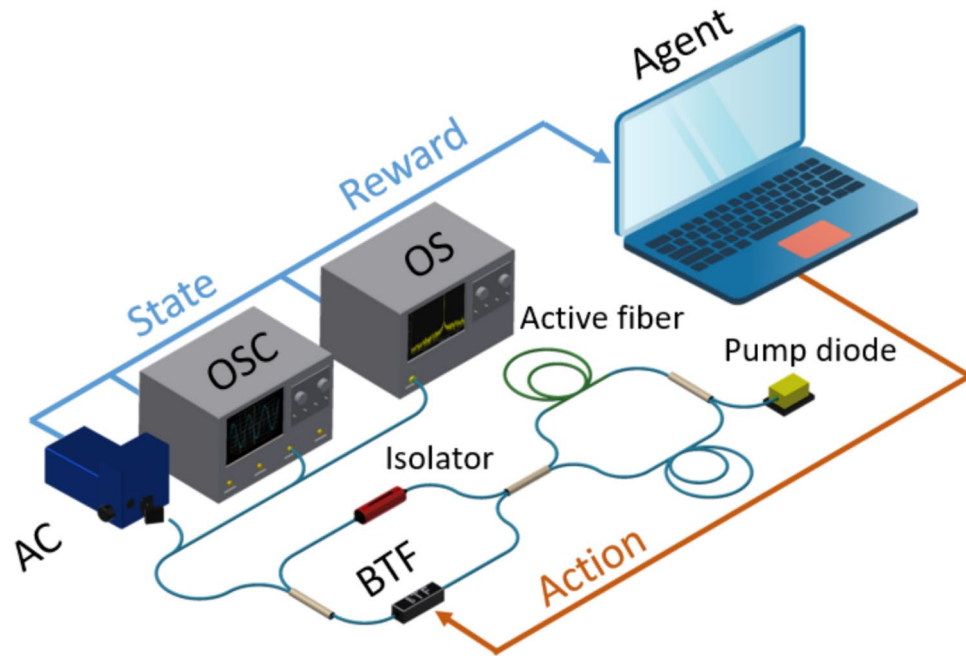 Agent
Reward
OS
State
OSC
Active fiber
Pump diode
Isolator
AC
BTF
Action